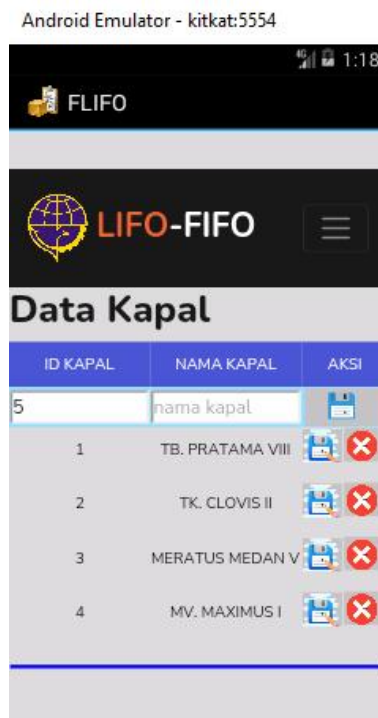 Android Emulator - kitkat:5554
4G 1:18
FLIFO
LIFO-FIFO
Data Kapal
ID KAPAL NAMA KAPAL AKSI
5 nama kapal
1 TB. PRATAMA VIII
2 TK. CLOVIS II
3 MERATUS MEDAN V
4 MV. MAXIMUS I